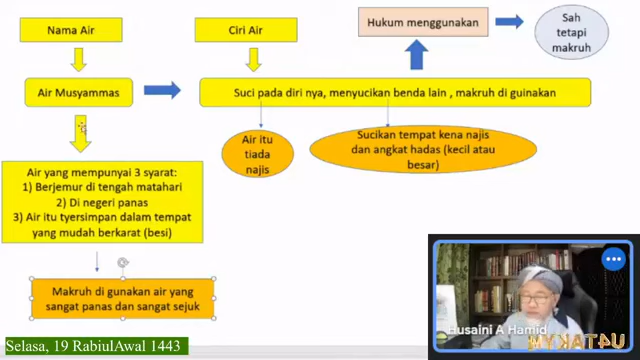 Nama Air
Ciri Air
Hukum menggunakan
Sah
tetapi
makruh
Air Musyammas
Suci pada diri nya, menyucikan benda lain , makruh di guinakan
Air itu
tiada
najis
Sucikan tempat kena najis
dan angkat hadas (kecil atau
besar)
Air yang mempunyai 3 syarat:
1) Berjemur di tengah matahari
2) Di negeri panas
3) Air itu tyersimpan dalam tempat
yang mudah berkarat (besi)
Makruh di gunakan air yang
sangat panas dan sangat sejuk
Husaini A Hamid
U4TAKYM
Selasa, 19 RabiulAwal 1443